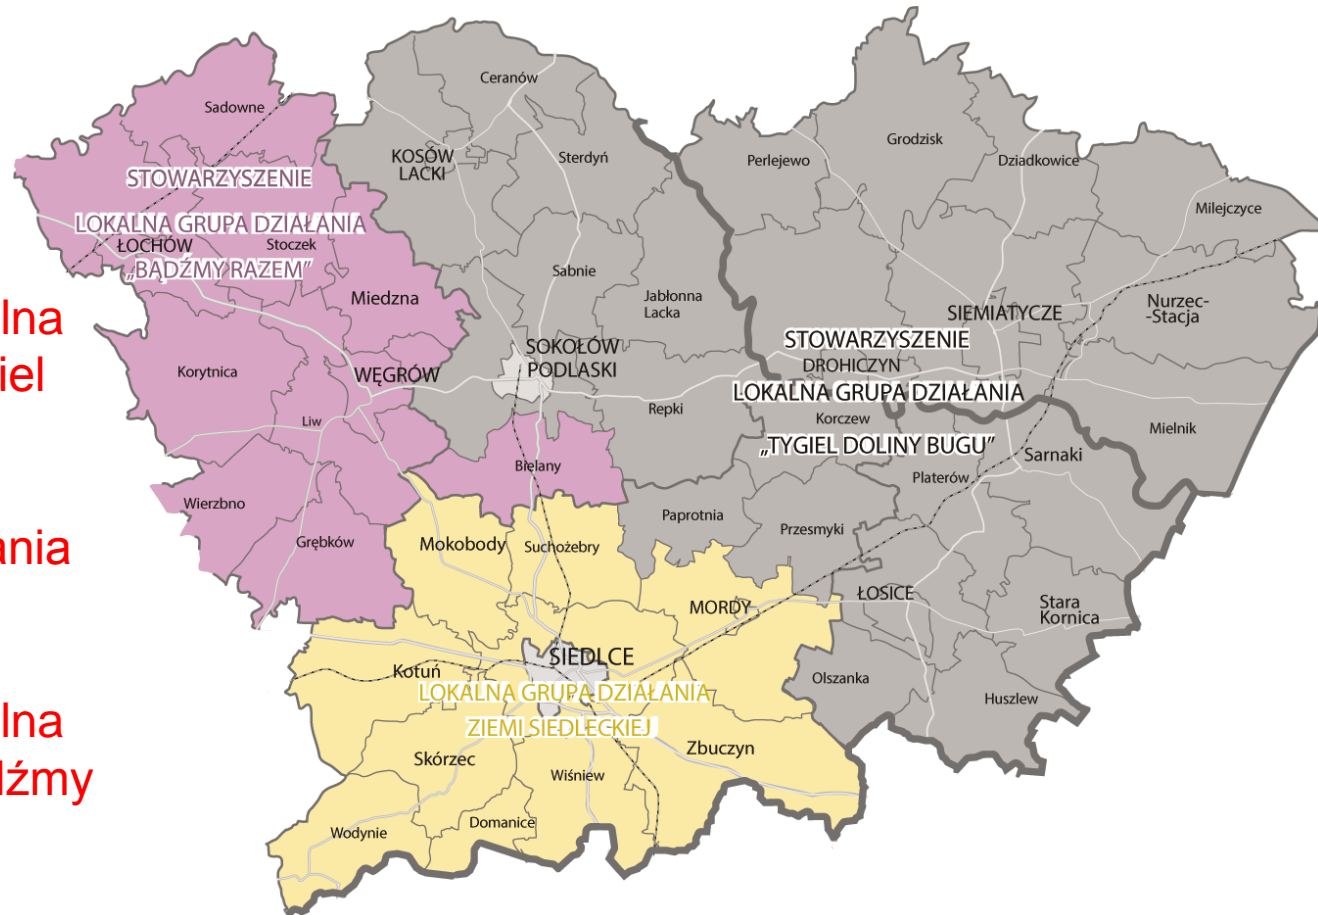 Ceranów
Sadowne
Grodzisk
KOSÓW
LACKI
Sterdyń
Perlejewo
Dziadkowice
STOWARZYSZENIE
LOKALNA GRUPA DZIAŁANIA
ŁOCHÓW
Stoczek
„BĄDŹMY RAZEM”
Milejczyce
Sabnie
Miedzna
Jabłonna
Lacka
SIEMIATYCZE
Nurzec-
-Stacja
lna
iel
STOWARZYSZENIE
DROHICZYN
LOKALNA GRUPA DZIAŁANIA
Korczew
„TYGIEL DOLINY BUGU”
SOKOŁÓW
PODLASKI
Korytnica
WĘGRÓW
Repki
Liw
Mielnik
Sarnaki
Bielany
Platerów
Wierzbno
Paprotnia
Przesmyki
Grębków
Mokobody
Suchożebry
ania
MORDY
ŁOSICE
Stara
Kornica
SIEDLCE
Kotuń
LOKALNA GRUPA DZIAŁANIA
ZIEMI SIEDLECKIEJ
Olszanka
Huszlew
lna
dźmy
Skórzec
Zbuczyn
Wiśniew
Wodynie
Domanice